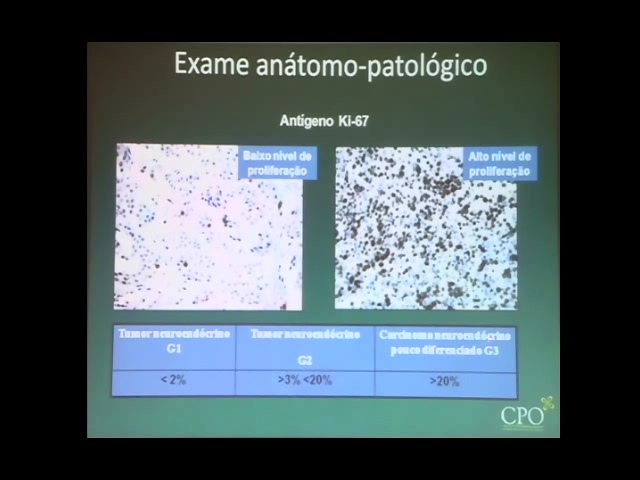 Exame anátomo-patológico
Antígeno Ki-67
Baixo nível de
proliferação
Alto nível de
proliferação
Tumor neuroendócrino
G1
Tumor neuroendócrino
G2
Carcinoma neuroendócrino
pouco diferenciado G3
< 2%
>3% <20%
>20%
CPO